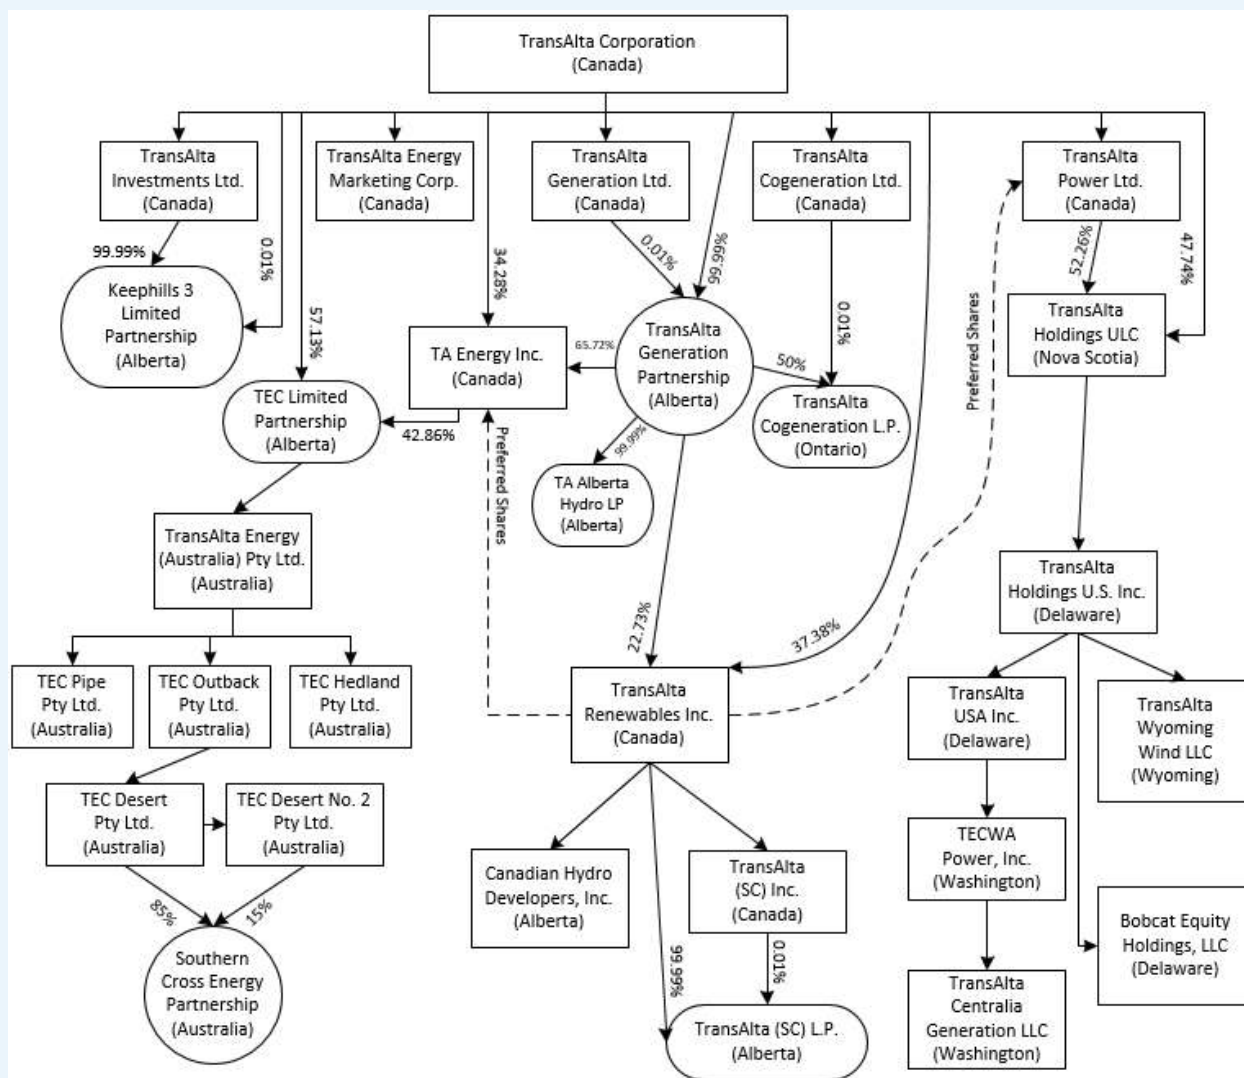 TransAlta Corporation
(Canada)
TransAlta
Investments Ltd.
(Canada)
TransAlta Energy
Marketing Corp.
(Canada)
TransAlta
Generation Ltd.
(Canada)
TransAlta
Cogeneration Ltd.
(Canada)
TransAlta
Power Ltd.
(Canada)
99.99%
0.01%
57.13%
34.28%
0.01%
99.99%
0.01%
52.26%
47.74%
Keephills 3
Limited
Partnership
(Alberta)
TA Energy Inc.
(Canada)
65.72%
TransAlta
Generation
Partnership
(Alberta)
50%
TransAlta
Holdings ULC
(Nova Scotia)
Preferred Shares
TEC Limited
Partnership
(Alberta)
42.86%
Preferred Shares
99.99%
TransAlta
Cogeneration L.P.
(Ontario)
TA Alberta
Hydro LP
(Alberta)
TransAlta Energy
(Australia) Pty Ltd.
(Australia)
TransAlta
Holdings U.S. Inc.
(Delaware)
22.73%
37.38%
TEC Pipe
Pty Ltd.
(Australia)
TEC Outback
Pty Ltd.
(Australia)
TEC Hedland
Pty Ltd.
(Australia)
TransAlta
Renewables Inc.
(Canada)
TransAlta
USA Inc.
(Delaware)
TransAlta
Wyoming
Wind LLC
(Wyoming)
TEC Desert
Pty Ltd.
(Australia)
TEC Desert No. 2
Pty Ltd.
(Australia)
85%
15%
Southern
Cross Energy
Partnership
(Australia)
Canadian Hydro
Developers, Inc.
(Alberta)
TransAlta
(SC) Inc.
(Canada)
99.99%
0.01%
TransAlta (SC) L.P.
(Alberta)
TECWA
Power, Inc.
(Washington)
Bobcat Equity
Holdings, LLC
(Delaware)
TransAlta
Centralia
Generation LLC
(Washington)